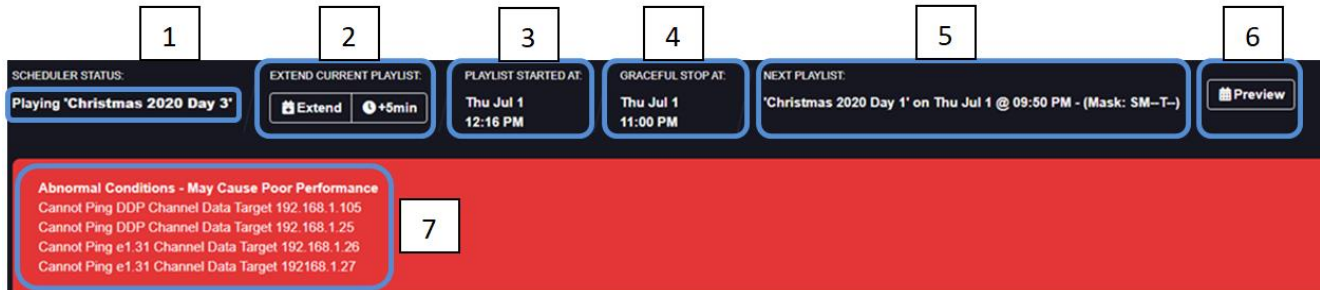 1
2
3
4
5
6
SCHEDULER STATUS:
Playing 'Christmas 2020 Day 3'
EXTEND CURRENT PLAYLIST:
Extend +5min
PLAYLIST STARTED AT:
Thu Jul 1
12:16 PM
GRACEFUL STOP AT:
Thu Jul 1
11:00 PM
NEXT PLAYLIST:
'Christmas 2020 Day 1' on Thu Jul 1 @ 09:50 PM - (Mask: SM--T--)
Preview
Abnormal Conditions - May Cause Poor Performance
Cannot Ping DDP Channel Data Target 192.168.1.105
Cannot Ping DDP Channel Data Target 192.168.1.25
Cannot Ping e1.31 Channel Data Target 192.168.1.26
Cannot Ping e1.31 Channel Data Target 192168.1.27
7